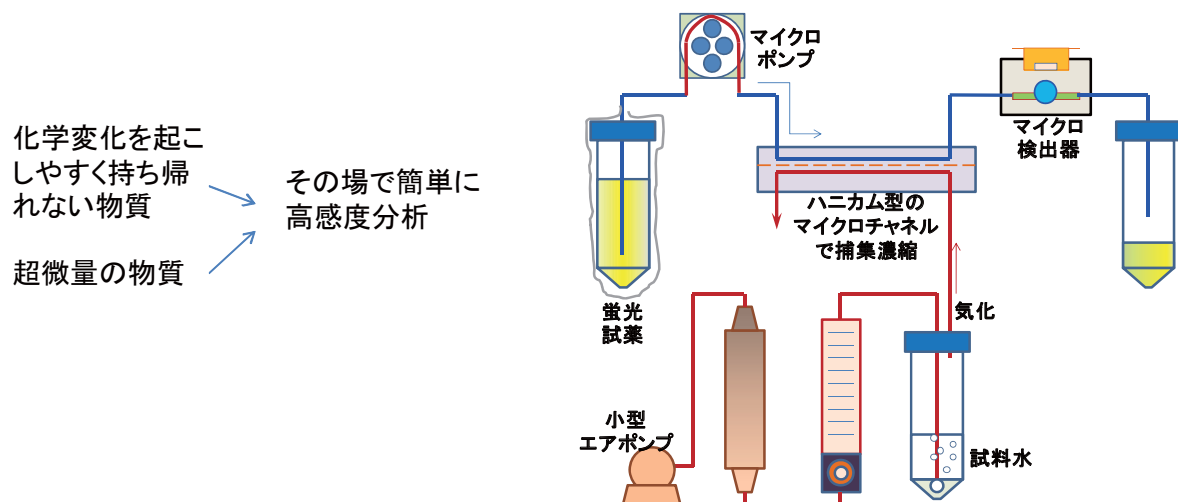 化学変化を起こ
しやすく持ち帰
れない物質
超微量の物質
その場で簡単に
高感度分析
マイクロ
ポンプ
マイクロ
検出器
ハニカム型の
マイクロチャネル
で捕集濃縮
蛍光
試薬
気化
小型
エアポンプ
試料水